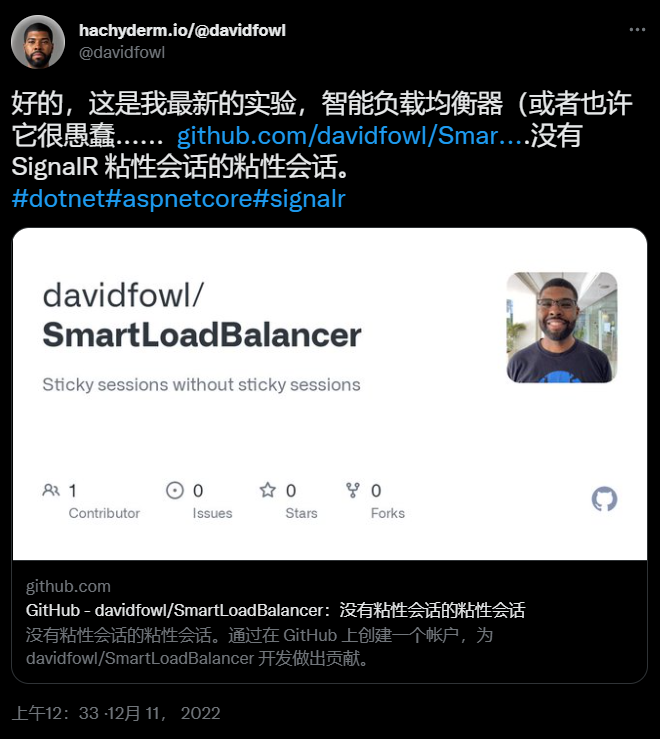 hachyderm.io/@davidfowl
@davidfowl
好的，这是我最新的实验，智能负载均衡器（或者也许
它很愚蠢…… github.com/davidfowl/Smar….没有
SignalR 粘性会话的粘性会话。
#dotnet#aspnetcore#signalr
davidfowl/
SmartLoadBalancer
Sticky sessions without sticky sessions
1
Contributor
0
Issues
0
Stars
0
Forks
github.com
GitHub - davidfowl/SmartLoadBalancer：没有粘性会话的粘性会话
没有粘性会话的粘性会话。通过在 GitHub 上创建一个帐户，为
davidfowl/SmartLoadBalancer 开发做出贡献。
上午12：33 ·12月 11， 2022